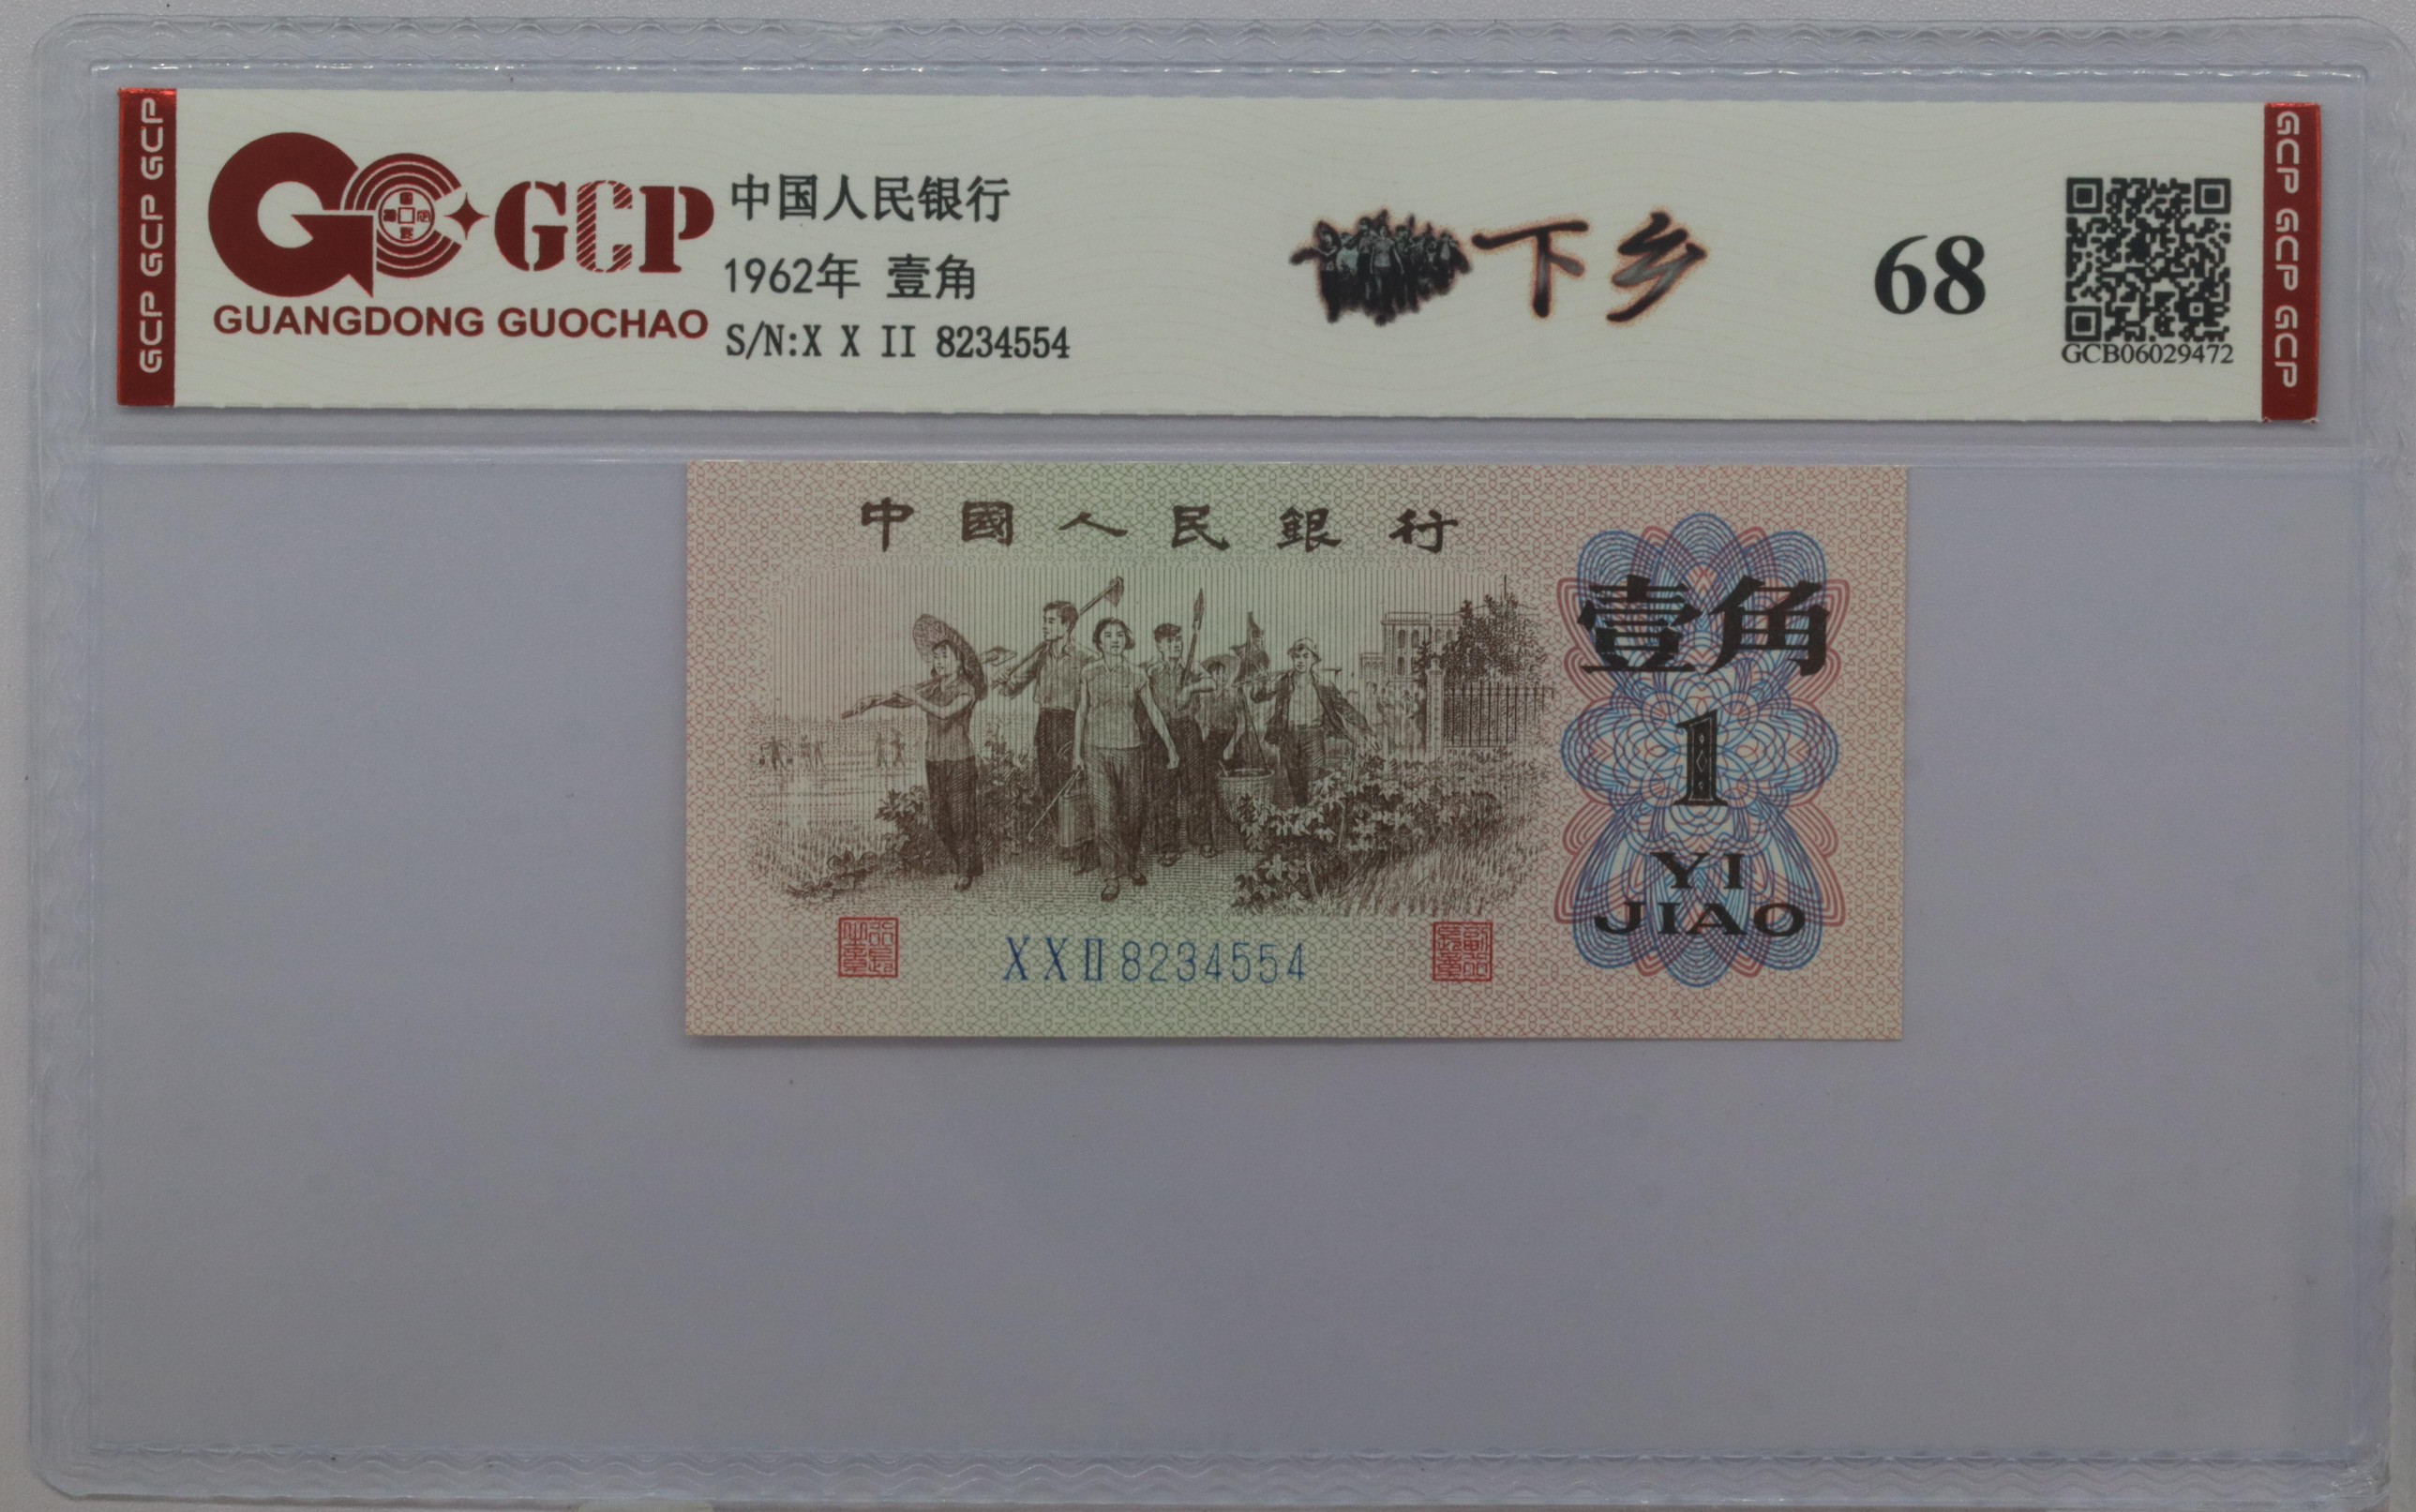 GCP GCP GCP
GCP
GUANGDONG GUOCHAO
中国人民银行
1962年 壹角
S/N:X X II 8234554
下乡
68
GCB06029472
GCP GCP GCP
中國人民銀行
壹角
1
YI
JIAO
X X II 8234554